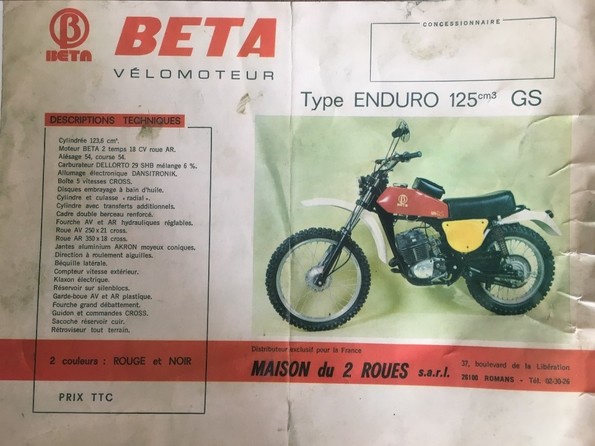 BETA
BETA
VÉLOMOTEUR
CONCESSIONNAIRE
Type ENDURO 125cm3 GS
DESCRIPTIONS TECHNIQUES
Cylindrée 123,6 cm³.
Moteur BETA 2 temps 18 CV roue AR.
Alésage 54, course 54.
Carburateur DELLORTO 29 SHB mélange 6 %.
Allumage électronique DANSITRONIK.
Boîte 5 vitesses CROSS.
Disques embrayage à bain d'huile.
Cylindre et culasse « radial ».
Cylindre avec transferts additionnels.
Cadre double berceau renforcé.
Fourche AV et AR hydrauliques réglables.
Roue AV 250 x 21 cross.
Roue AR 350 x 18 cross.
Jantes aluminium AKRON moyeux coniques.
Direction à roulement aiguilles.
Béquille latérale.
Compteur vitesse exterieur.
Klaxon électrique.
Réservoir sur silenblocs.
Garde-boue AV et AR plastique.
Fourche grand débattement.
Guidon et commandes CROSS.
Sacoche réservoir cuir.
Rétroviseur tout terrain.
BETA
2 couleurs : ROUGE et NOIR
PRIX TTC
Distributeur exclusif pour la France
MAISON du 2 ROUES s.a.r.l.
37, boulevard de la Libération
26100 ROMANS - Tél. 02-30-26